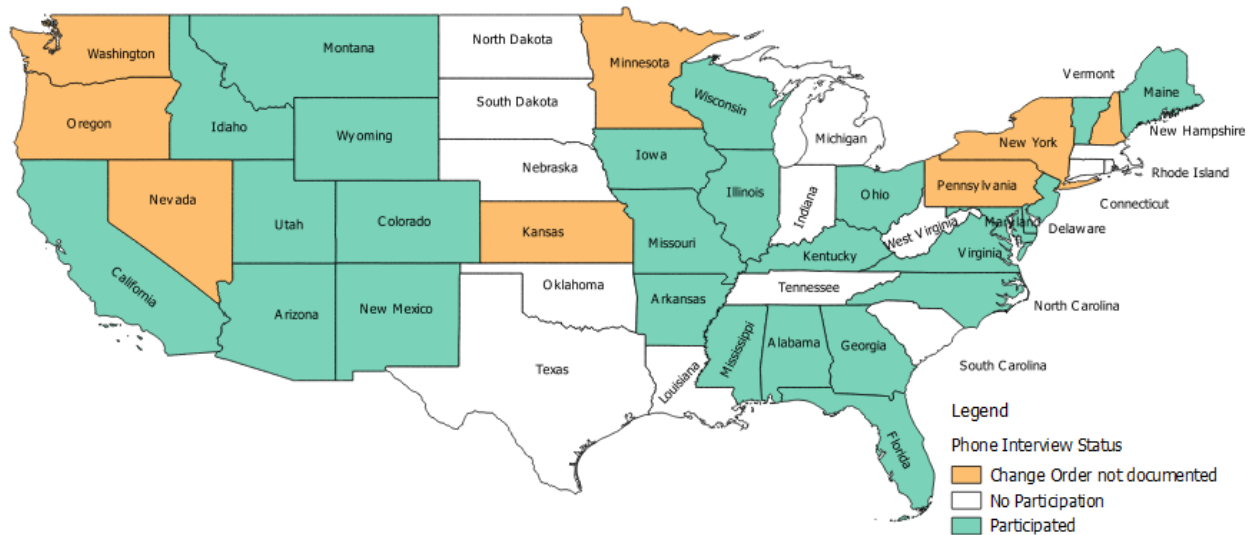 Washington
Montana
North Dakota
Minnesota
Vermont
Maine
Oregon
Idaho
Wyoming
South Dakota
Wisconsin
Michigan
New York
New Hampshire
Nevada
Utah
Colorado
Nebraska
Iowa
Illinois
Indiana
Ohio
Pennsylvania
Rhode Island
Connecticut
California
Kansas
Missouri
Kentucky
West Virginia
Virginia
Maryland
Delaware
Arizona
New Mexico
Oklahoma
Arkansas
Tennessee
North Carolina
Texas
Louisiana
Mississippi
Alabama
Georgia
South Carolina
Florida
Legend
Phone Interview Status
Change Order not documented
No Participation
Participated